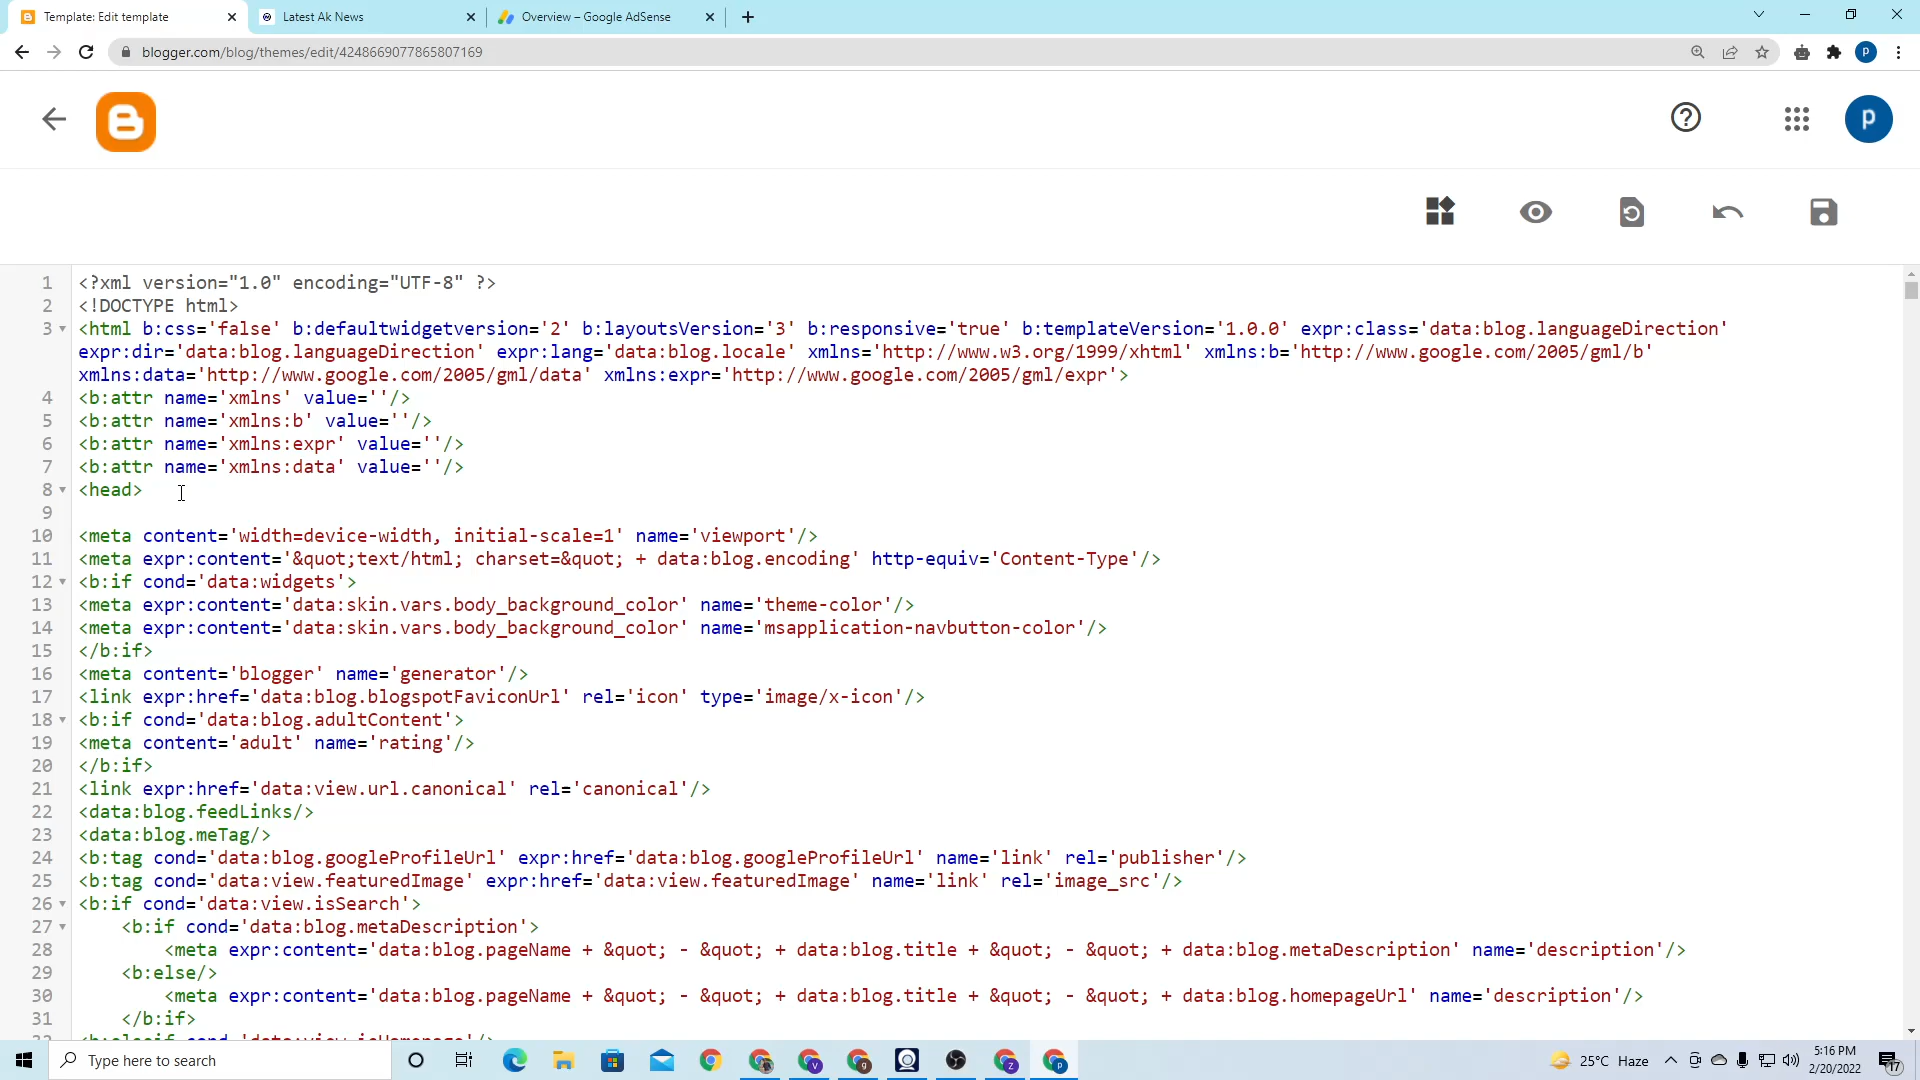 Template: Edit template
Latest Ak News
Overview – Google AdSense
blogger.com/blog/themes/edit/4248669077865807169
P
p
1 <?xml version="1.0" encoding="UTF-8" ?>
2 <!DOCTYPE html>
3 <html b:css='false' b:defaultwidgetversion='2' b:layoutsVersion='3' b:responsive='true' b:templateVersion='1.0.0' expr:class='data:blog.languageDirection'
expr:dir='data:blog.languageDirection' expr:lang='data:blog.locale' xmlns='http://www.w3.org/1999/xhtml' xmlns:b='http://www.google.com/2005/gml/b'
xmlns:data='http://www.google.com/2005/gml/data' xmlns:expr='http://www.google.com/2005/gml/expr'>
4 <b:attr name='xmlns' value=''/>
5 <b:attr name='xmlns:b' value=''/>
6 <b:attr name='xmlns:expr' value=''/>
7 <b:attr name='xmlns:data' value=''/>
8 <head>
9
10 <meta content='width=device-width, initial-scale=1' name='viewport'/>
11 <meta expr:content='&quot;text/html; charset=&quot; + data:blog.encoding' http-equiv='Content-Type'/>
12 <b:if cond='data:widgets'>
13 <meta expr:content='data:skin.vars.body_background_color' name='theme-color'/>
14 <meta expr:content='data:skin.vars.body_background_color' name='msapplication-navbutton-color'/>
15 </b:if>
16 <meta content='blogger' name='generator'/>
17 <link expr:href='data:blog.blogspotFaviconUrl' rel='icon' type='image/x-icon'/>
18 <b:if cond='data:blog.adultContent'>
19 <meta content='adult' name='rating'/>
20 </b:if>
21 <link expr:href='data:view.url.canonical' rel='canonical'/>
22 <data:blog.feedLinks/>
23 <data:blog.meTag/>
24 <b:tag cond='data:blog.googleProfileUrl' expr:href='data:blog.googleProfileUrl' name='link' rel='publisher'/>
25 <b:tag cond='data:view.featuredImage' expr:href='data:view.featuredImage' name='link' rel='image_src'/>
26 <b:if cond='data:view.isSearch'>
27 <b:if cond='data:blog.metaDescription'>
28 <meta expr:content='data:blog.pageName + &quot; - &quot; + data:blog.title + &quot; - &quot; + data:blog.metaDescription' name='description'/>
29 <b:else/>
30 <meta expr:content='data:blog.pageName + &quot; - &quot; + data:blog.title + &quot; - &quot; + data:blog.homepageUrl' name='description'/>
31 </b:if>
32 <b:elseif cond='data:view.isHomepage'/>
Type here to search
25°C Haze
5:16 PM
2/20/2022
17